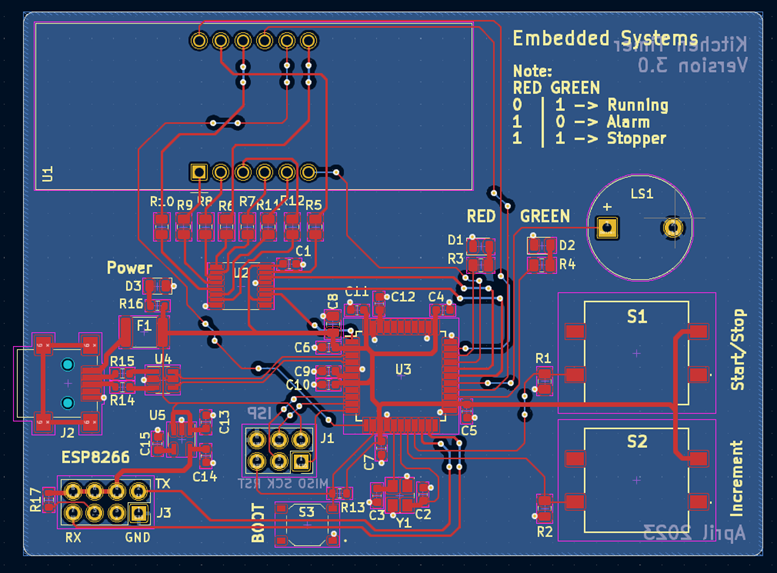 Embedded Systems
Kitchen Timer
Version 3.0
Note:
RED GREEN
0 | 1 -> Running
1 | 0 -> Alarm
1 | 1 -> Stopper
U1
R10 R9 R8 R6 R7 R11 R12 R5
RED GREEN
LS1
+
D1
D2
R3
R4
C1
U2
Power
D3
R16
F1
C11
C12
C4
C8
C6
U3
S1
Start/Stop
R15
U4
R14
C9
C10
R1
J2
U5
C13
C15
C14
ISP
J1
C5
C7
S2
Increment
ESP8266
MISO SCK RST
TX
R17
J3
RX
GND
BOOT
S3
R13
C3
Y1
C2
R2
April 2023